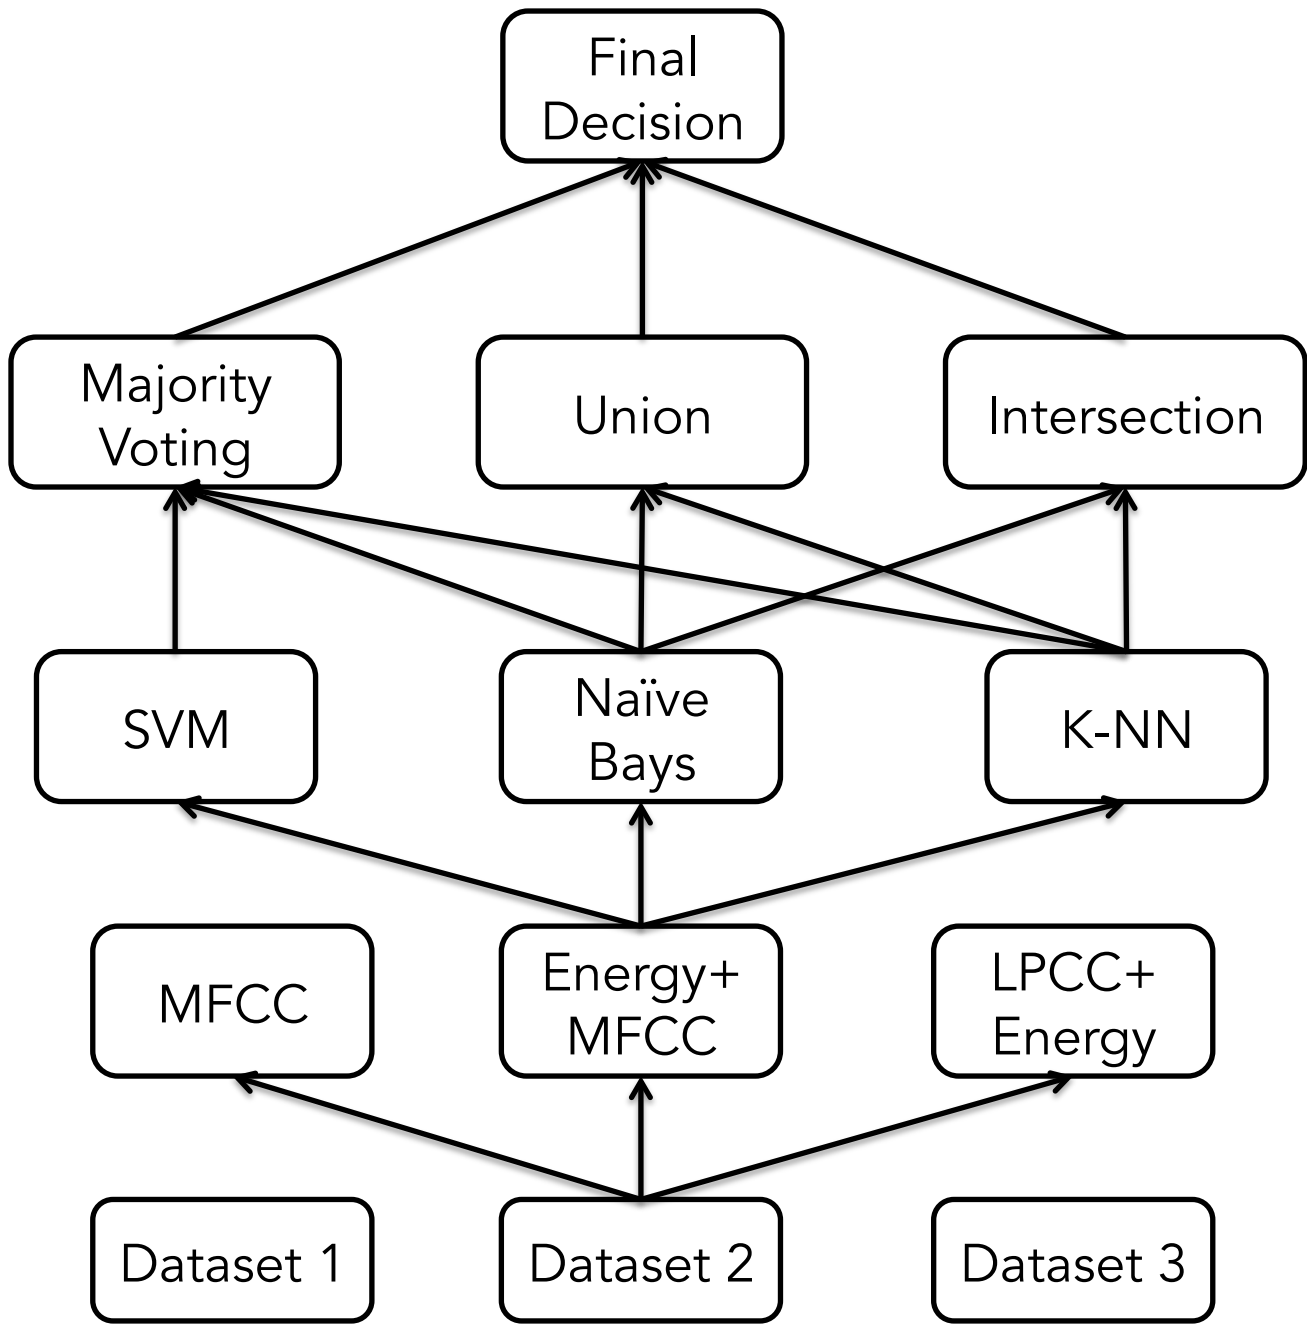 Final
Decision
Majority
Voting
Union
Intersection
SVM
Naïve
Bays
K-NN
MFCC
Energy+
MFCC
LPCC+
Energy
Dataset 1
Dataset 2
Dataset 3